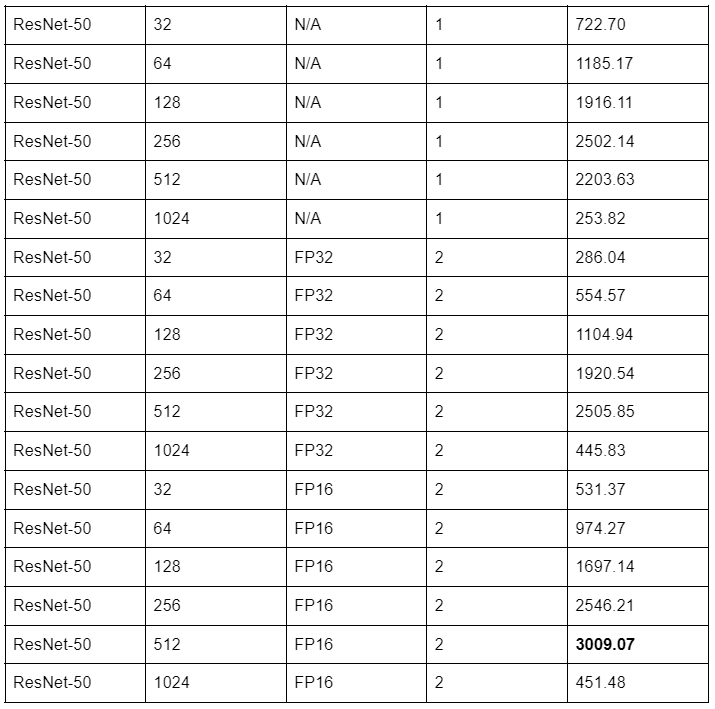 ResNet-50 32 N/A 1 722.70
ResNet-50 64 N/A 1 1185.17
ResNet-50 128 N/A 1 1916.11
ResNet-50 256 N/A 1 2502.14
ResNet-50 512 N/A 1 2203.63
ResNet-50 1024 N/A 1 253.82
ResNet-50 32 FP32 2 286.04
ResNet-50 64 FP32 2 554.57
ResNet-50 128 FP32 2 1104.94
ResNet-50 256 FP32 2 1920.54
ResNet-50 512 FP32 2 2505.85
ResNet-50 1024 FP32 2 445.83
ResNet-50 32 FP16 2 531.37
ResNet-50 64 FP16 2 974.27
ResNet-50 128 FP16 2 1697.14
ResNet-50 256 FP16 2 2546.21
ResNet-50 512 FP16 2 3009.07
ResNet-50 1024 FP16 2 451.48